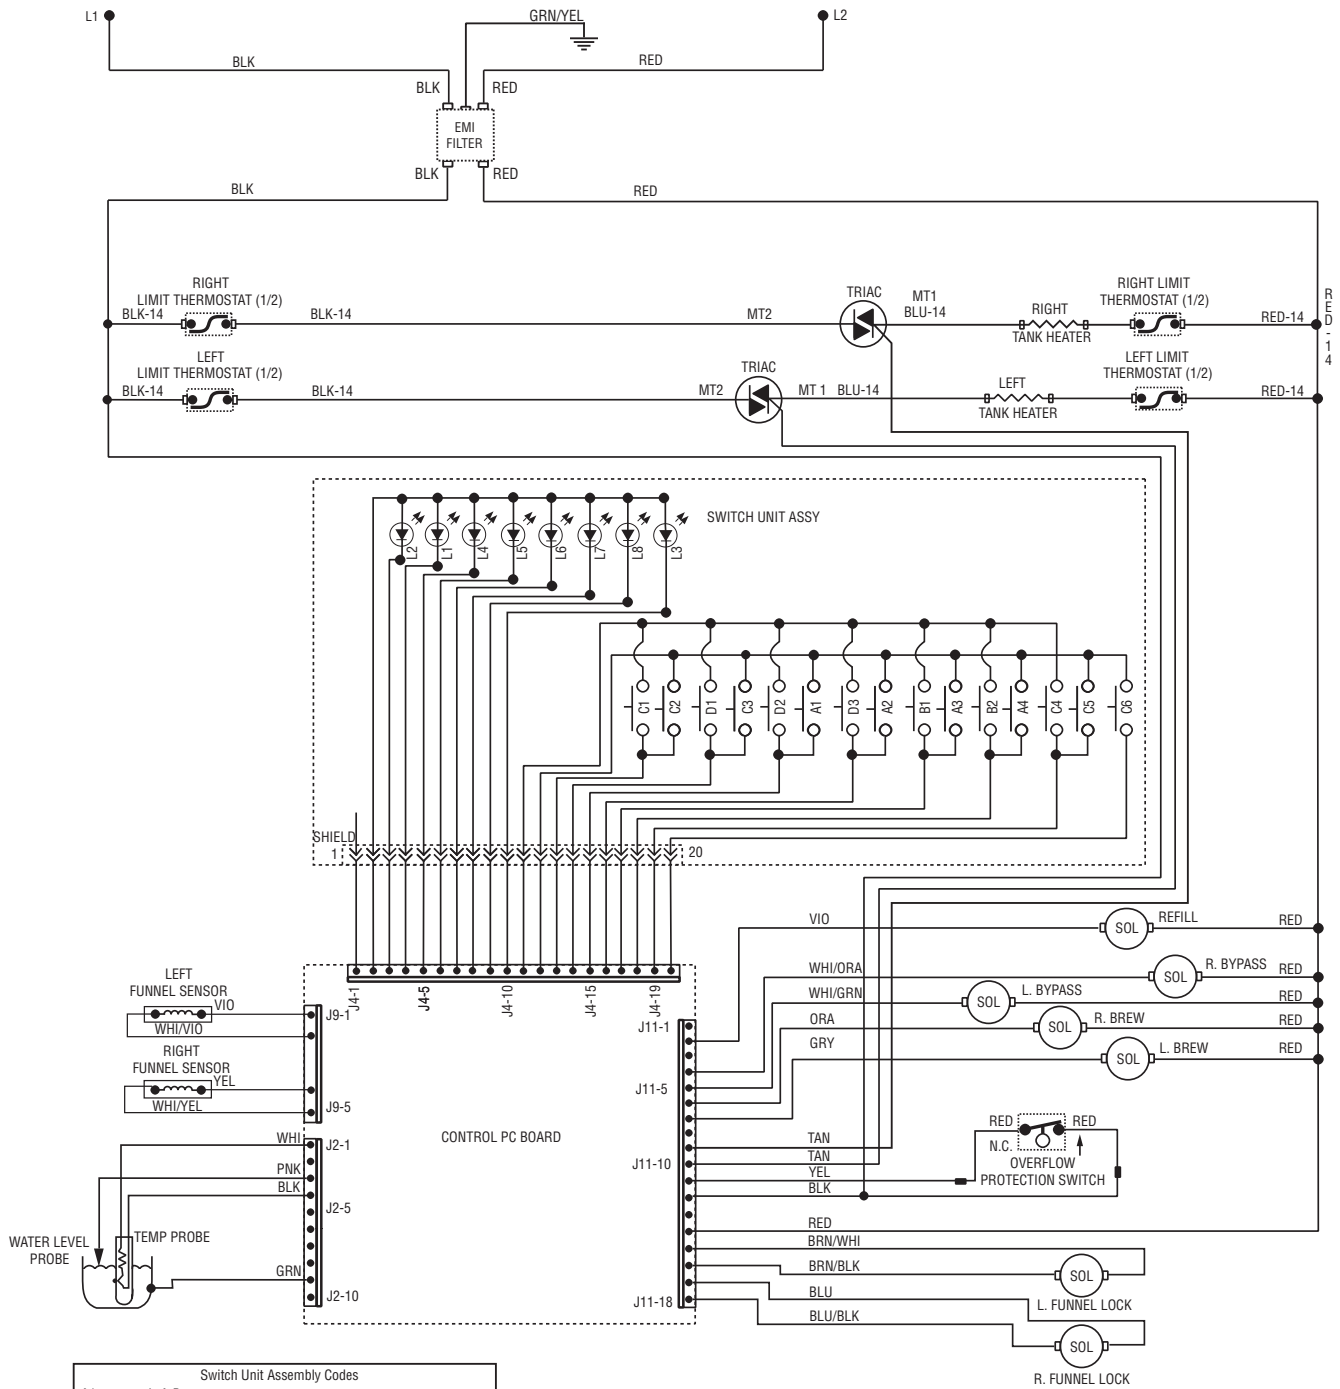 L1
GRN/YEL
L2
BLK
RED
BLK
RED
EMI
FILTER
BLK
RED
BLK
RED
RIGHT
LIMIT THERMOSTAT (1/2)
BLK-14
BLK-14
MT2
TRIAC
MT1
BLU-14
RIGHT
TANK HEATER
RIGHT LIMIT
THERMOSTAT (1/2)
RED-14
RED-14
LEFT
LIMIT THERMOSTAT (1/2)
BLK-14
BLK-14
MT2
TRIAC
MT 1
BLU-14
LEFT
TANK HEATER
LEFT LIMIT
THERMOSTAT (1/2)
RED-14
SWITCH UNIT ASSY
L2
L1
L4
L5
L6
L7
L8
L3
C1
C2
D1
C3
D2
A1
D3
A2
B1
A3
B2
A4
C4
C5
C6
SHIELD
1
20
J4-1
J4-5
J4-10
J4-15
J4-19
LEFT
FUNNEL SENSOR
VIO
WHI/VIO
J9-1
RIGHT
FUNNEL SENSOR
YEL
WHI/YEL
J9-5
WHI
J2-1
PNK
BLK
J2-5
WATER LEVEL
PROBE
TEMP PROBE
GRN
J2-10
CONTROL PC BOARD
J11-1
J11-5
J11-10
J11-18
VIO
SOL
REFILL
RED
WHI/ORA
SOL
R. BYPASS
RED
WHI/GRN
SOL
L. BYPASS
RED
ORA
SOL
R. BREW
RED
GRY
SOL
L. BREW
RED
TAN
TAN
YEL
BLK
RED
RED
N.C.
OVERFLOW
PROTECTION SWITCH
RED
BRN/WHI
BRN/BLK
SOL
L. FUNNEL LOCK
BLU
BLU/BLK
SOL
R. FUNNEL LOCK
Switch Unit Assembly Codes